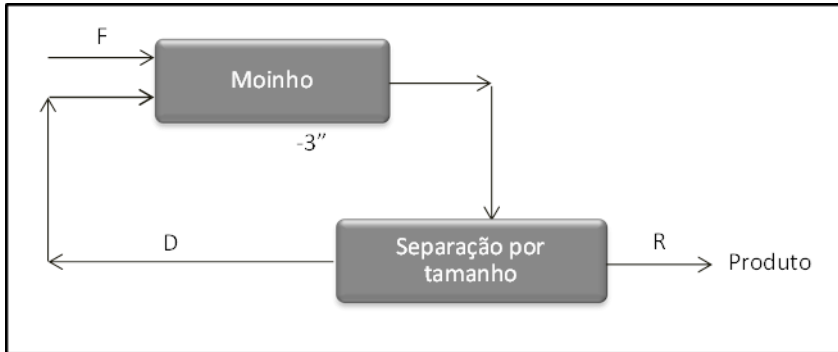 F
Moinho
-3”
D
Separação por
tamanho
R
Produto